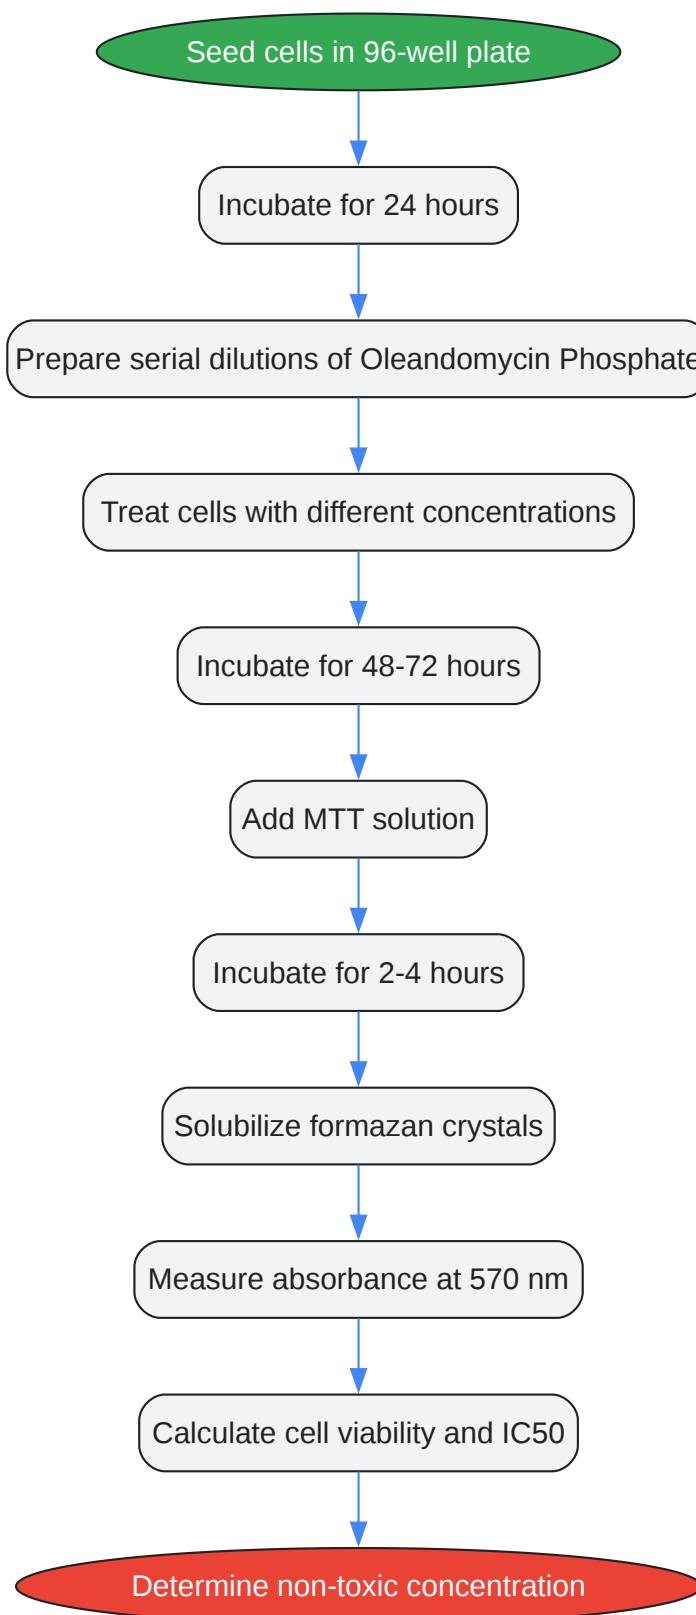 Seed cells in 96-well plate
Incubate for 24 hours
Prepare serial dilutions of Oleandomycin Phosphate
Treat cells with different concentrations
Incubate for 48-72 hours
Add MTT solution
Incubate for 2-4 hours
Solubilize formazan crystals
Measure absorbance at 570 nm
Calculate cell viability and IC50
Determine non-toxic concentration